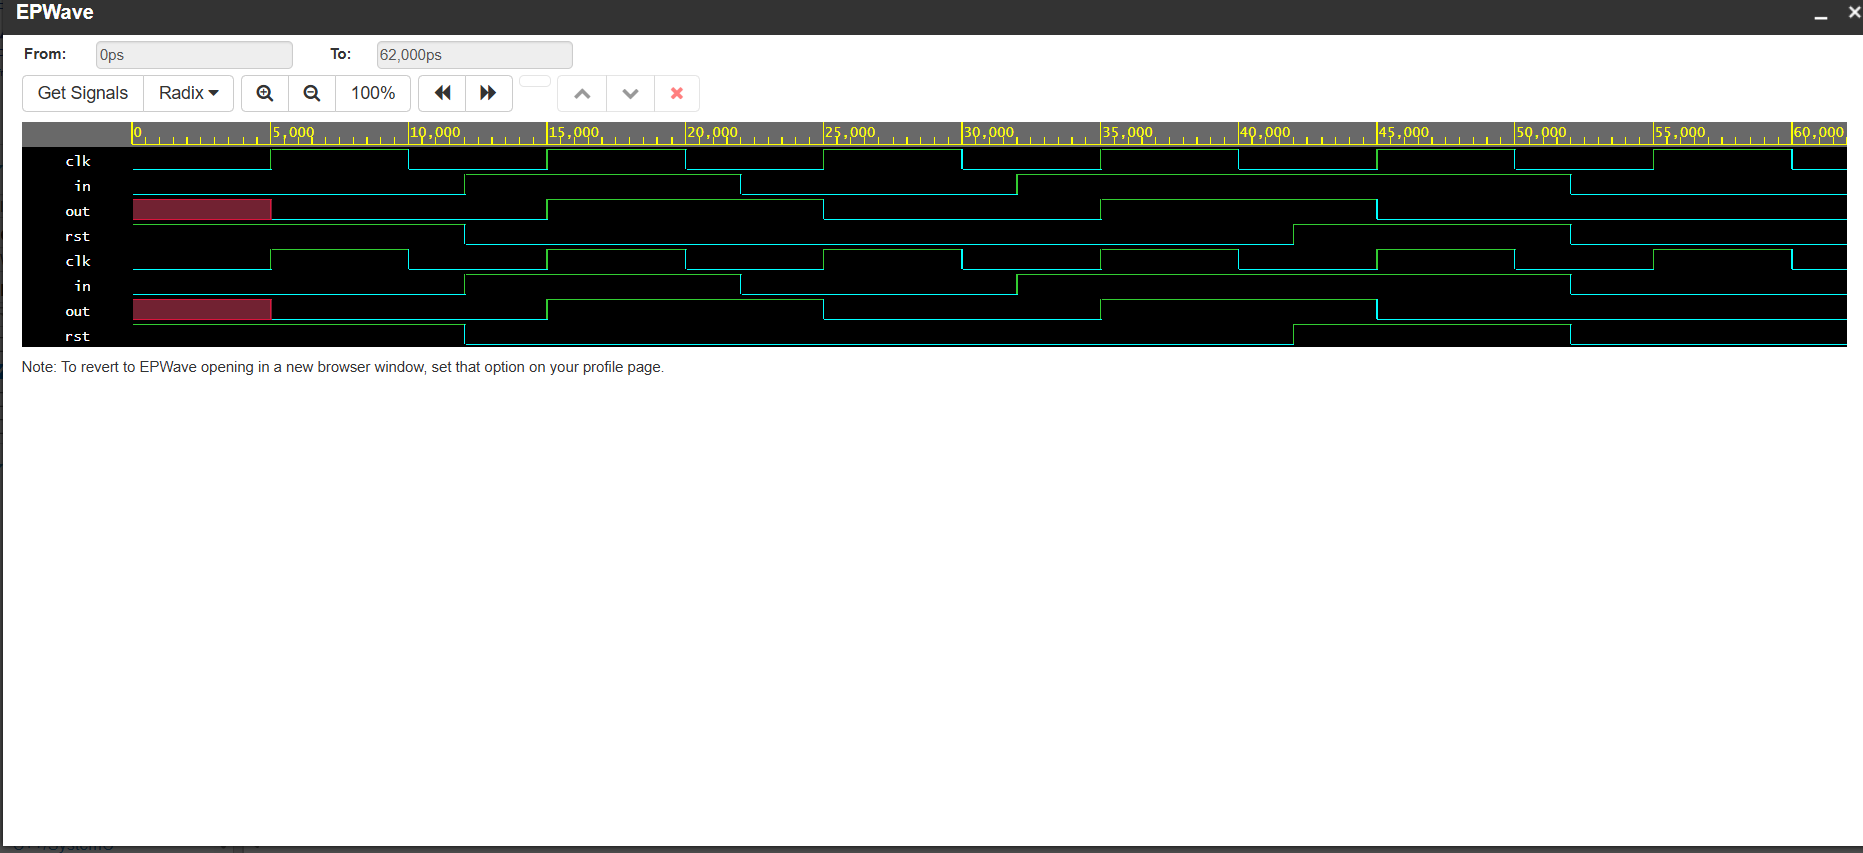 EPWave
From: 0ps To: 62,000ps
Get Signals Radix 100%
0 5,000 10,000 15,000 20,000 25,000 30,000 35,000 40,000 45,000 50,000 55,000 60,000
clk
in
out
rst
clk
in
out
rst
Note: To revert to EPWave opening in a new browser window, set that option on your profile page.